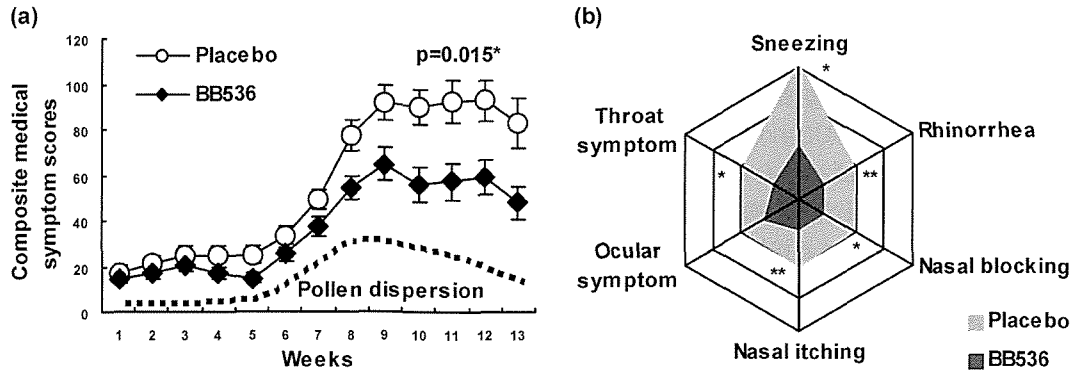 (a)
Composite medical
symptom scores
120
100
80
60
40
20
0
Placebo
BB536
p=0.015*
Pollen dispersion
1 2 3 4 5 6 7 8 9 10 11 12 13
Weeks
(b)
Sneezing
*
Throat
symptom
Rhinorrhea
*
**
Ocular
symptom
*
**
Nasal blocking
Nasal itching
Placebo
BB536